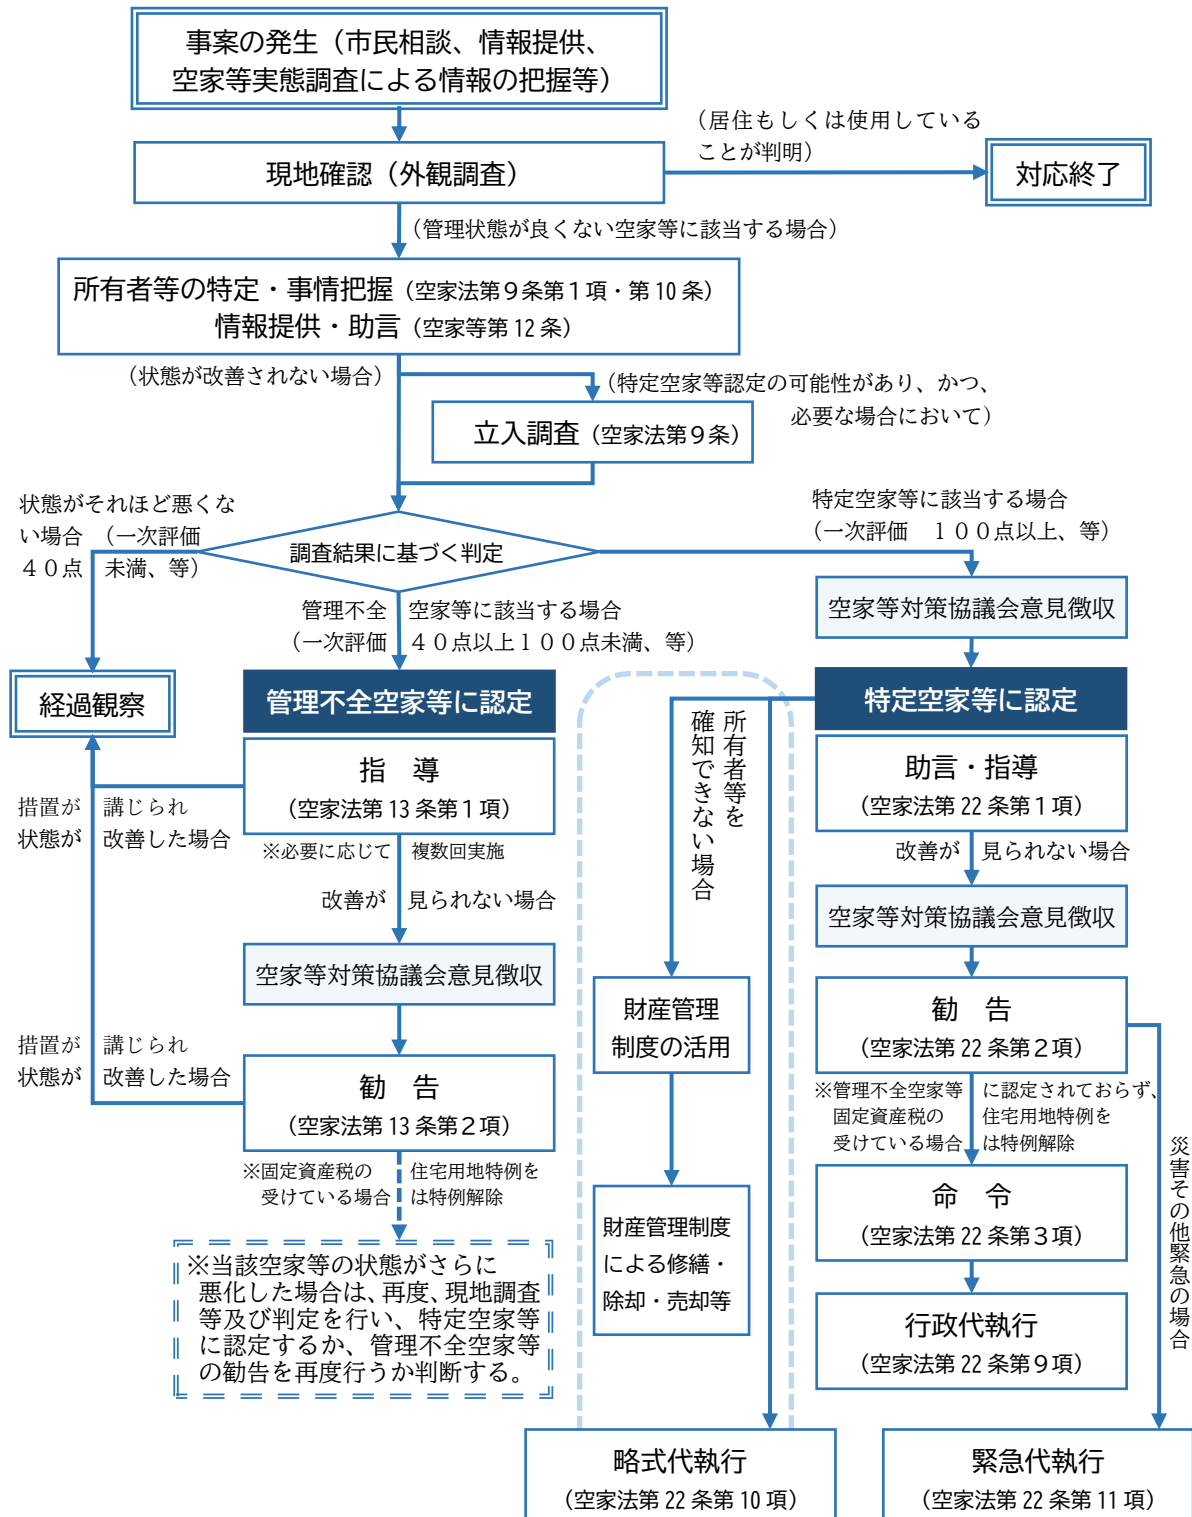 事案の発生（市民相談、情報提供、
空家等実態調査による情報の把握等）
（居住もしくは使用している
ことが判明）
現地確認（外観調査）
対応終了
（管理状態が良くない空家等に該当する場合）
所有者等の特定・事情把握（空家法第９条第１項・第10条）
情報提供・助言（空家等第12条）
（状態が改善されない場合）
（特定空家等認定の可能性があり、かつ、
必要な場合において）
立入調査（空家法第９条）
状態がそれほど悪くな
い場合　（一次評価
４０点　未満、等）
特定空家等に該当する場合
（一次評価　１００点以上、等）
調査結果に基づく判定
空家等対策協議会意見徴収
管理不全　空家等に該当する場合
（一次評価　４０点以上１００点未満、等）
経過観察
管理不全空家等に認定
特定空家等に認定
所有者等を
確知できない場合
指　導
（空家法第13条第１項）
助言・指導
（空家法第22条第１項）
措置が　講じられ
状態が　改善した場合
※必要に応じて　複数回実施
改善が　見られない場合
改善が　見られない場合
空家等対策協議会意見徴収
空家等対策協議会意見徴収
財産管理
制度の活用
勧　告
（空家法第22条第２項）
措置が　講じられ
状態が　改善した場合
勧　告
（空家法第13条第２項）
※管理不全空家等　に認定されておらず、
固定資産税の　住宅用地特例を
受けている場合　は特例解除
災害その他緊急の場合
※固定資産税の　住宅用地特例を
受けている場合　は特例解除
命　令
（空家法第22条第３項）
財産管理制度
による修繕・
除却・売却等
※当該空家等の状態がさらに
悪化した場合は、再度、現地調査
等及び判定を行い、特定空家等
に認定するか、管理不全空家等
の勧告を再度行うか判断する。
行政代執行
（空家法第22条第９項）
略式代執行
（空家法第22条第10項）
緊急代執行
（空家法第22条第11項）